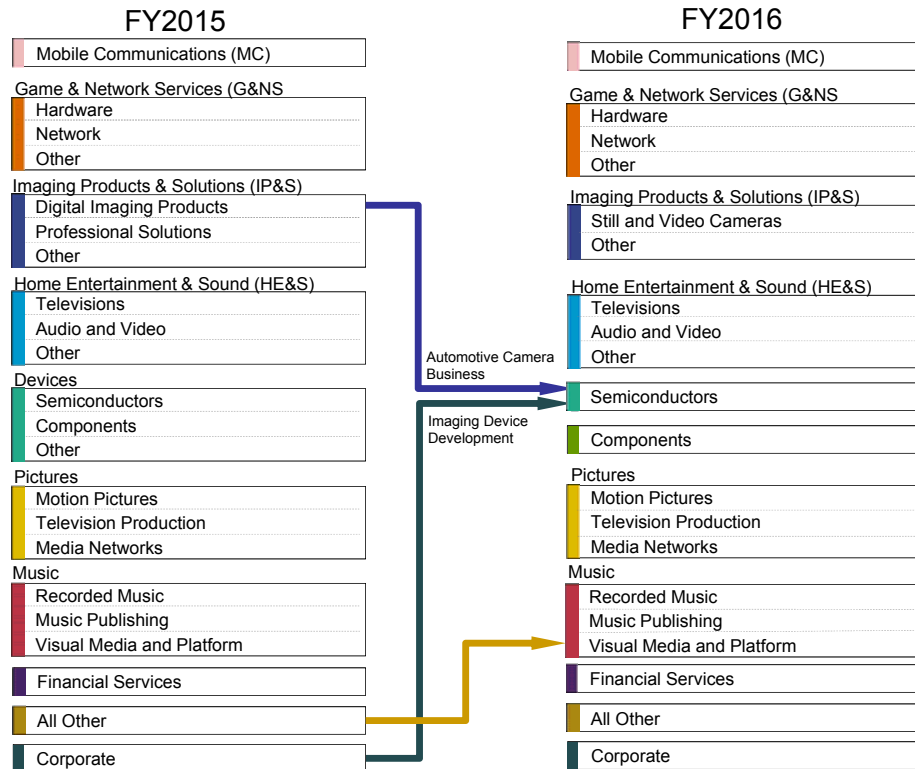 FY2015
Mobile Communications (MC)
Game & Network Services (G&NS
Hardware
Network
Other
Imaging Products & Solutions (IP&S)
Digital Imaging Products
Professional Solutions
Other
Home Entertainment & Sound (HE&S)
Televisions
Audio and Video
Other
Devices
Semiconductors
Components
Other
Pictures
Motion Pictures
Television Production
Media Networks
Music
Recorded Music
Music Publishing
Visual Media and Platform
Financial Services
All Other
Corporate
Automotive Camera
Business
Imaging Device
Development
FY2016
Mobile Communications (MC)
Game & Network Services (G&NS
Hardware
Network
Other
Imaging Products & Solutions (IP&S)
Still and Video Cameras
Other
Home Entertainment & Sound (HE&S)
Televisions
Audio and Video
Other
Semiconductors
Components
Pictures
Motion Pictures
Television Production
Media Networks
Music
Recorded Music
Music Publishing
Visual Media and Platform
Financial Services
All Other
Corporate